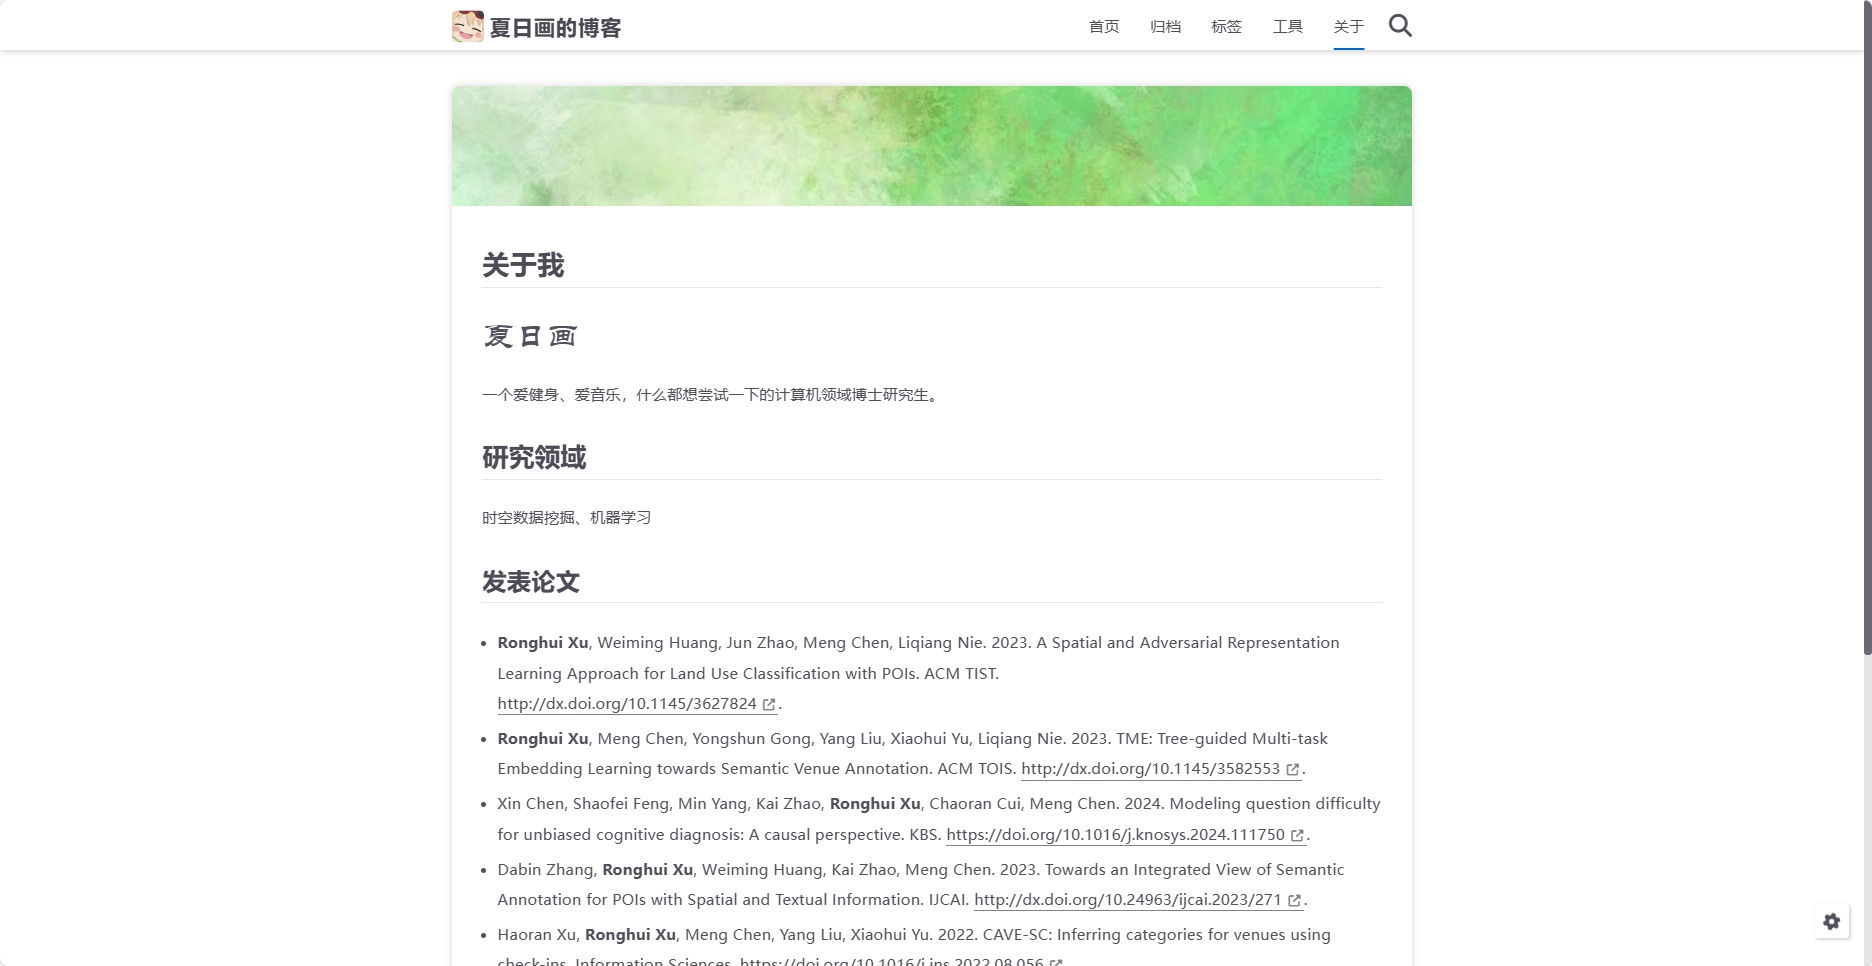 夏日画的博客
首页 归档 标签 工具 关于
关于我
夏日画
一个爱健身、爱音乐，什么都想尝试一下的计算机领域博士研究生。
研究领域
时空数据挖掘、机器学习
发表论文
Ronghui Xu, Weiming Huang, Jun Zhao, Meng Chen, Liqiang Nie. 2023. A Spatial and Adversarial Representation
Learning Approach for Land Use Classification with POIs. ACM TIST.
http://dx.doi.org/10.1145/3627824.
Ronghui Xu, Meng Chen, Yongshun Gong, Yang Liu, Xiaohui Yu, Liqiang Nie. 2023. TME: Tree-guided Multi-task
Embedding Learning towards Semantic Venue Annotation. ACM TOIS. http://dx.doi.org/10.1145/3582553.
Xin Chen, Shaofei Feng, Min Yang, Kai Zhao, Ronghui Xu, Chaoran Cui, Meng Chen. 2024. Modeling question difficulty
for unbiased cognitive diagnosis: A causal perspective. KBS. https://doi.org/10.1016/j.knosys.2024.111750.
Dabin Zhang, Ronghui Xu, Weiming Huang, Kai Zhao, Meng Chen. 2023. Towards an Integrated View of Semantic
Annotation for POIs with Spatial and Textual Information. IJCAI. http://dx.doi.org/10.24963/ijcai.2023/271.
Haoran Xu, Ronghui Xu, Meng Chen, Yang Liu, Xiaohui Yu. 2022. CAVE-SC: Inferring categories for venues using
check-ins. Information Sciences. https://doi.org/10.1016/j.ins.2022.08.056